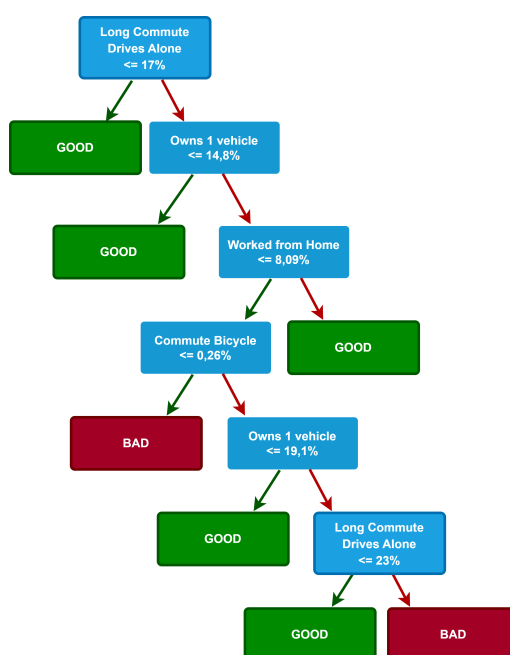 Long Commute
Drives Alone
<= 17%
GOOD
Owns 1 vehicle
<= 14,8%
GOOD
Worked from Home
<= 8,09%
Commute Bicycle
<= 0,26%
GOOD
BAD
Owns 1 vehicle
<= 19,1%
GOOD
Long Commute
Drives Alone
<= 23%
GOOD
BAD